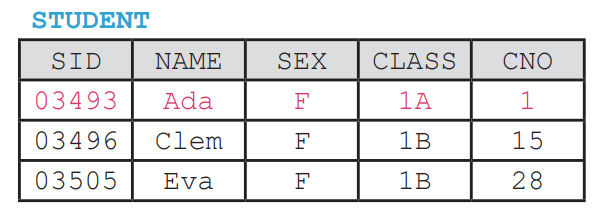 STUDENT
SID NAME SEX CLASS CNO
03493 Ada F 1A 1
03496 Clem F 1B 15
03505 Eva F 1B 28